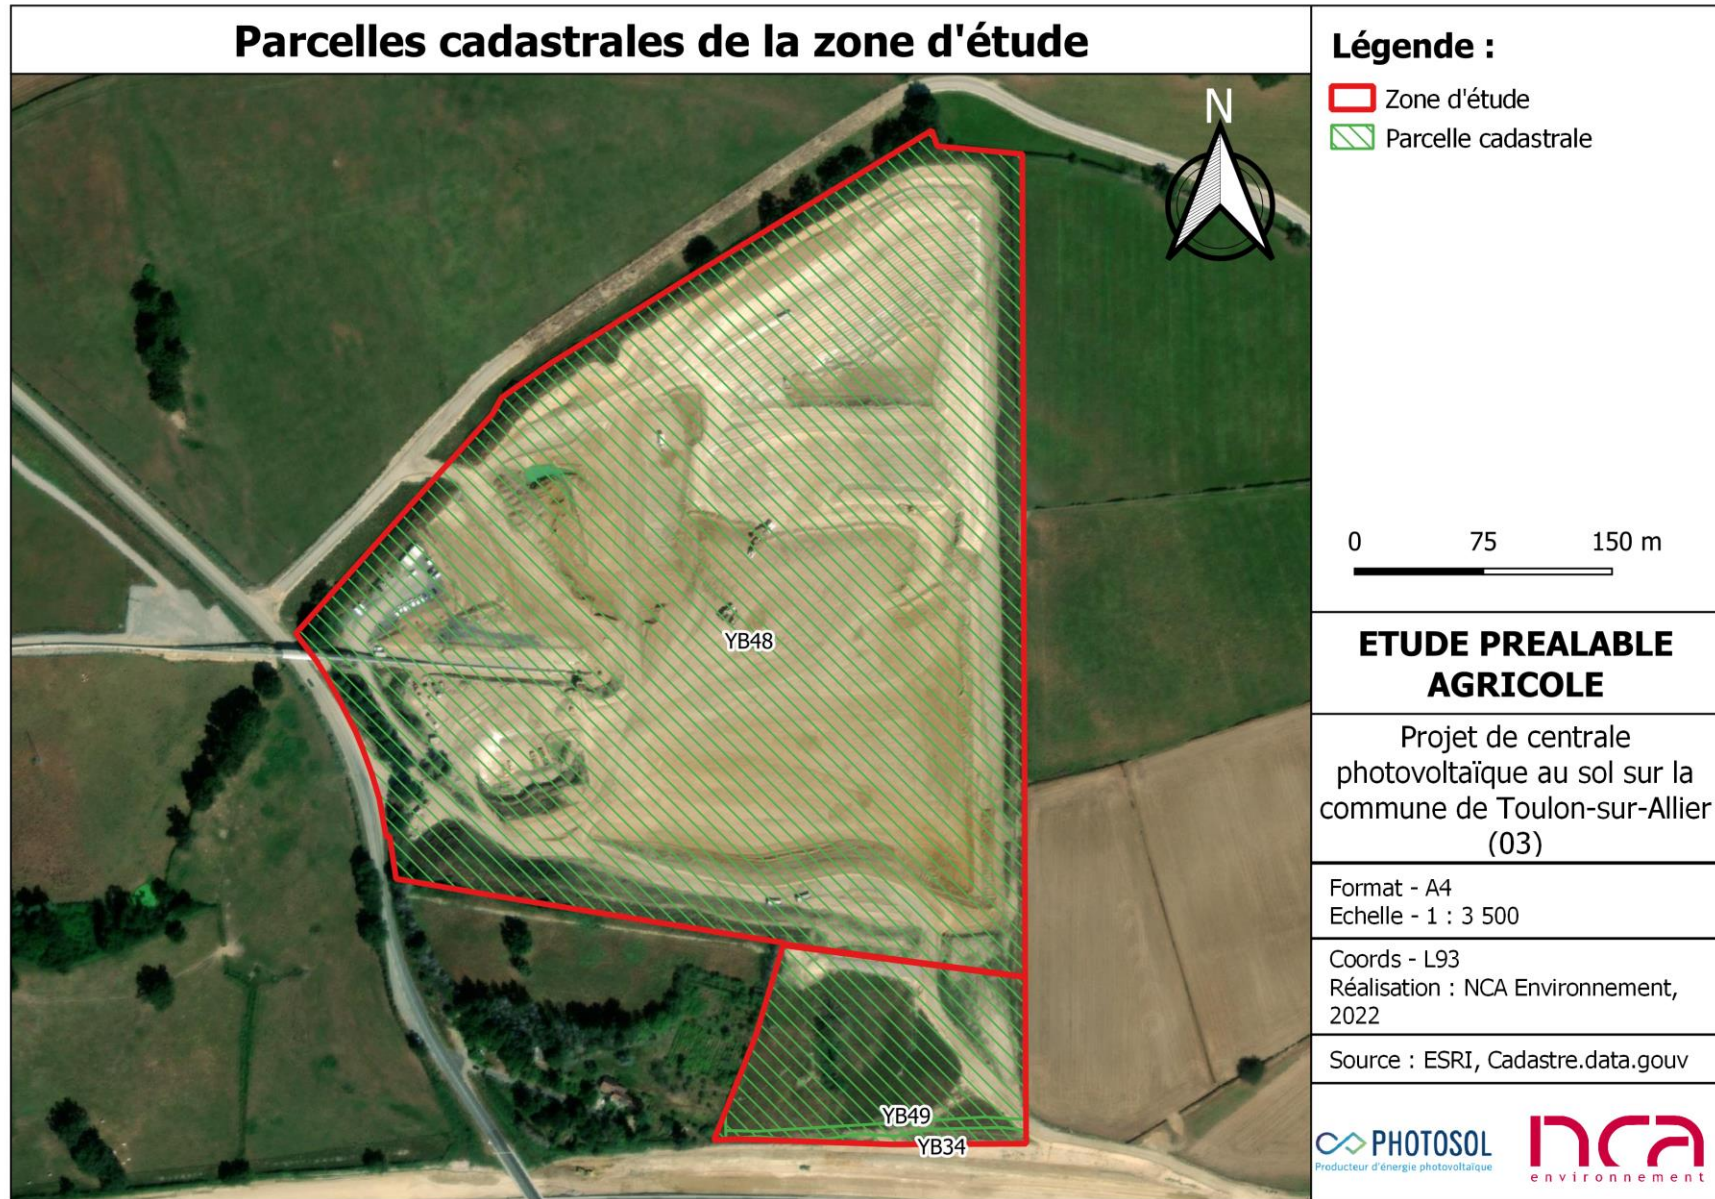 Parcelles cadastrales de la zone d'étude
N
YB48
YB49
YB34
Légende :
Zone d'étude
Parcelle cadastrale
0 75 150 m
ETUDE PREALABLE
AGRICOLE
Projet de centrale
photovoltaïque au sol sur la
commune de Toulon-sur-Allier
(03)
Format - A4
Echelle - 1 : 3 500
Coords - L93
Réalisation : NCA Environnement,
2022
Source : ESRI, Cadastre.data.gouv
PHOTOSOL
Producteur d'énergie photovoltaïque
nca
environnement